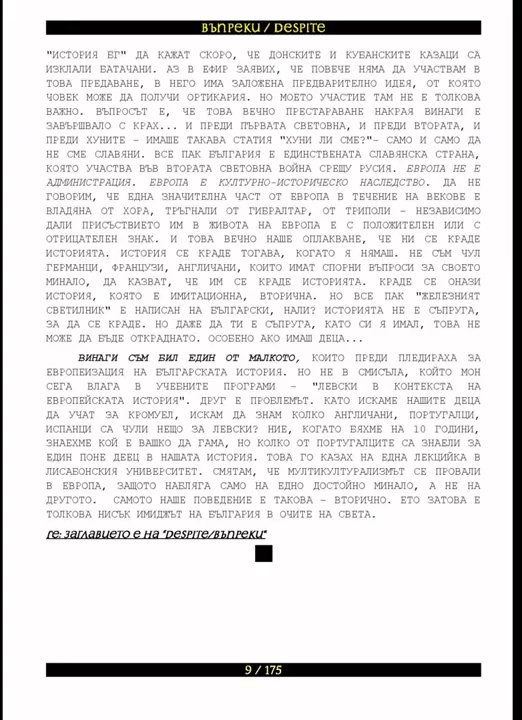 ВЪПРЕКИ / DESPITE
"ИСТОРИЯ БГ" ДА КАЖАТ СКОРО, ЧЕ ДОНСКИТЕ И КУБАНСКИТЕ КАЗАЦИ СА
ИЗКЛАЛИ БАТАЧАНИ. АЗ В ЕФИР ЗАЯВИХ, ЧЕ ПОВЕЧЕ НЯМА ДА УЧАСТВАМ В
ТОВА ПРЕДАВАНЕ, В НЕГО ИМА ЗАЛОЖЕНА ПРЕДВАРИТЕЛНО ИДЕЯ, ОТ КОЯТО
ЧОВЕК МОЖЕ ДА ПОЛУЧИ ОРТИКАРИЯ. НО МОЕТО УЧАСТИЕ ТАМ НЕ Е ТОЛКОВА
ВАЖНО. ВЪПРОСЪТ Е, ЧЕ ТОВА ВЕЧНО ПРЕСТАРАВАНЕ НАКРАЯ ВИНАГИ Е
ЗАВЪРШВАЛО С КРАХ... И ПРЕДИ ПЪРВАТА СВЕТОВНА, И ПРЕДИ ВТОРАТА, И
ПРЕДИ ХУНИТЕ – ИМАШЕ ТАКАВА СТАТИЯ "ХУНИ ЛИ СМЕ?"– САМО И САМО ДА
НЕ СМЕ СЛАВЯНИ. ВСЕ ПАК БЪЛГАРИЯ Е ЕДИНСТВЕНАТА СЛАВЯНСКА СТРАНА,
КОЯТО УЧАСТВА ВЪВ ВТОРАТА СВЕТОВНА ВОЙНА СРЕЩУ РУСИЯ. ЕВРОПА НЕ Е
АДМИНИСТРАЦИЯ. ЕВРОПА Е КУЛТУРНО-ИСТОРИЧЕСКО НАСЛЕДСТВО. ДА НЕ
ГОВОРИМ, ЧЕ ЕДНА ЗНАЧИТЕЛНА ЧАСТ ОТ ЕВРОПА В ТЕЧЕНИЕ НА ВЕКОВЕ Е
ВЛАДЯНА ОТ ХОРА, ТРЪГНАЛИ ОТ ГИБРАЛТАР, ОТ ТРИПОЛИ – НЕЗАВИСИМО
ДАЛИ ПРИСЪСТВИЕТО ИМ В ЖИВОТА НА ЕВРОПА Е С ПОЛОЖИТЕЛЕН ИЛИ С
ОТРИЦАТЕЛЕН ЗНАК. И ТОВА ВЕЧНО НАШЕ ОПЛАКВАНЕ, ЧЕ НИ СЕ КРАДЕ
ИСТОРИЯТА. ИСТОРИЯ СЕ КРАДЕ ТОГАВА, КОГАТО Я НЯМАШ. НЕ СЪМ ЧУЛ
ГЕРМАНЦИ, ФРАНЦУЗИ, АНГЛИЧАНИ, КОИТО ИМАТ СПОРНИ ВЪПРОСИ ЗА СВОЕТО
МИНАЛО, ДА КАЗВАТ, ЧЕ ИМ СЕ КРАДЕ ИСТОРИЯТА. КРАДЕ СЕ ОНАЗИ
ИСТОРИЯ, КОЯТО Е ИМИТАЦИОННА, ВТОРИЧНА. НО ВСЕ ПАК "ЖЕЛЕЗНИЯТ
СВЕТИЛНИК" Е НАПИСАН НА БЪЛГАРСКИ, НАЛИ? ИСТОРИЯТА НЕ Е СЪПРУГА,
ЗА ДА СЕ КРАДЕ. НО ДАЖЕ ДА ТИ Е СЪПРУГА, КАТО СИ Я ИМАЛ, ТОВА НЕ
МОЖЕ ДА БЪДЕ ОТКРАДНАТО. ОСОБЕНО АКО ИМАШ ДЕЦА...
ВИНАГИ СЪМ БИЛ ЕДИН ОТ МАЛКОТО, КОИТО ПРЕДИ ПЛЕДИРАХА ЗА
ЕВРОПЕИЗАЦИЯ НА БЪЛГАРСКАТА ИСТОРИЯ. НО НЕ В СМИСЪЛА, КОЙТО МОН
СЕГА ВЛАГА В УЧЕБНИТЕ ПРОГРАМИ – "ЛЕВСКИ В КОНТЕКСТА НА
ЕВРОПЕЙСКАТА ИСТОРИЯ". ДРУГ Е ПРОБЛЕМЪТ. КАТО ИСКАМЕ НАШИТЕ ДЕЦА
ДА УЧАТ ЗА КРОМУЕЛ, ИСКАМ ДА ЗНАМ КОЛКО АНГЛИЧАНИ, ПОРТУГАЛЦИ,
ИСПАНЦИ СА ЧУЛИ НЕЩО ЗА ЛЕВСКИ? НИЕ, КОГАТО БЯХМЕ НА 10 ГОДИНИ,
ЗНАЕХМЕ КОЙ Е ВАШКО ДА ГАМА, НО КОЛКО ОТ ПОРТУГАЛЦИТЕ СА ЗНАЕЛИ ЗА
ЕДИН ПОНЕ ДЕЕЦ В НАШАТА ИСТОРИЯ. ТОВА ГО КАЗАХ НА ЕДНА ЛЕКЦИЙКА В
ЛИСАБОНСКИЯ УНИВЕРСИТЕТ. СМЯТАМ, ЧЕ МУЛТИКУЛТУРАЛИЗМЪТ СЕ ПРОВАЛИ
В ЕВРОПА, ЗАЩОТО НАБЛЯГА САМО НА ЕДНО ДОСТОЙНО МИНАЛО, А НЕ НА
ДРУГОТО. САМОТО НАШЕ ПОВЕДЕНИЕ Е ТАКОВА – ВТОРИЧНО. ЕТО ЗАТОВА Е
ТОЛКОВА НИСЪК ИМИДЖЪТ НА БЪЛГАРИЯ В ОЧИТЕ НА СВЕТА.
ГЕ: ЗАГЛАВИЕТО Е НА "DESPITE/ВЪПРЕКИ"
9 / 175